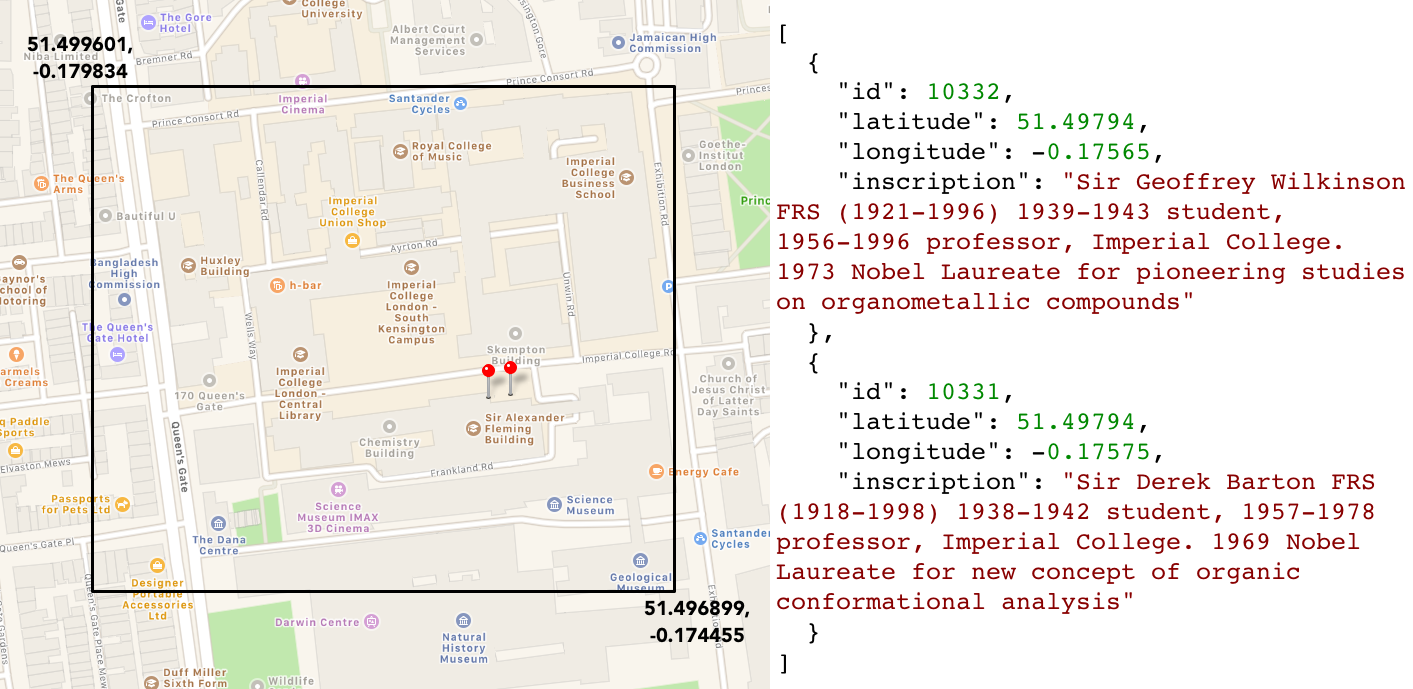 Gate
The Gore
Hotel
College
University
Albert Court
Management
Services
Kensington Gore
Jamaican High
Commission
51.499601,
-0.179834
Niba Limited
Bremner Rd
Prince Consort Rd
The Crofton
Imperial
Cinema
Santander
Cycles
Princes
Prince Consort Rd
Callendar Rd
Royal College
of Music
Imperial
College
Business
School
Exhibition Rd
Goethe-
Institut
London
The Queen's
Arms
Bautiful U
Imperial
College
Union Shop
Princ
Ayrton Rd
Bangladesh
High
Commission
Huxley
Building
h-bar
Imperial
College
London -
South
Kensington
Campus
Unwin Rd
P
aynor's
School of
Motoring
The Queen's
Gate Hotel
Wells Way
Skempton
Building
Imperial College Rd
armels
Creams
Imperial
College
London -
Central
Library
170 Queen's
Gate
Church of
Jesus Christ
of Latter
Day Saints
q Paddle
Sports
Queen's Gate
Chemistry
Building
Sir Alexander
Fleming
Building
Elvaston Mews
Frankland Rd
Energy Cafe
Passports
for Pets Ltd
Science
Museum IMAX
3D Cinema
Science
Museum
The Dana
Centre
Santander
Cycles
Queen's Gate Pl
Designer
Portable
Accessories
Ltd
Queen's Gate Place Mews
Geological
Museum
Exhibition Rd
51.496899,
-0.174455
Darwin Centre
Natural
History
Museum
Duff Miller
Sixth Form
Wildlife
[
{
"id": 10332,
"latitude": 51.49794,
"longitude": -0.17565,
"inscription": "Sir Geoffrey Wilkinson
FRS (1921-1996) 1939-1943 student,
1956-1996 professor, Imperial College.
1973 Nobel Laureate for pioneering studies
on organometallic compounds"
},
{
"id": 10331,
"latitude": 51.49794,
"longitude": -0.17575,
"inscription": "Sir Derek Barton FRS
(1918-1998) 1938-1942 student, 1957-1978
professor, Imperial College. 1969 Nobel
Laureate for new concept of organic
conformational analysis"
}
]